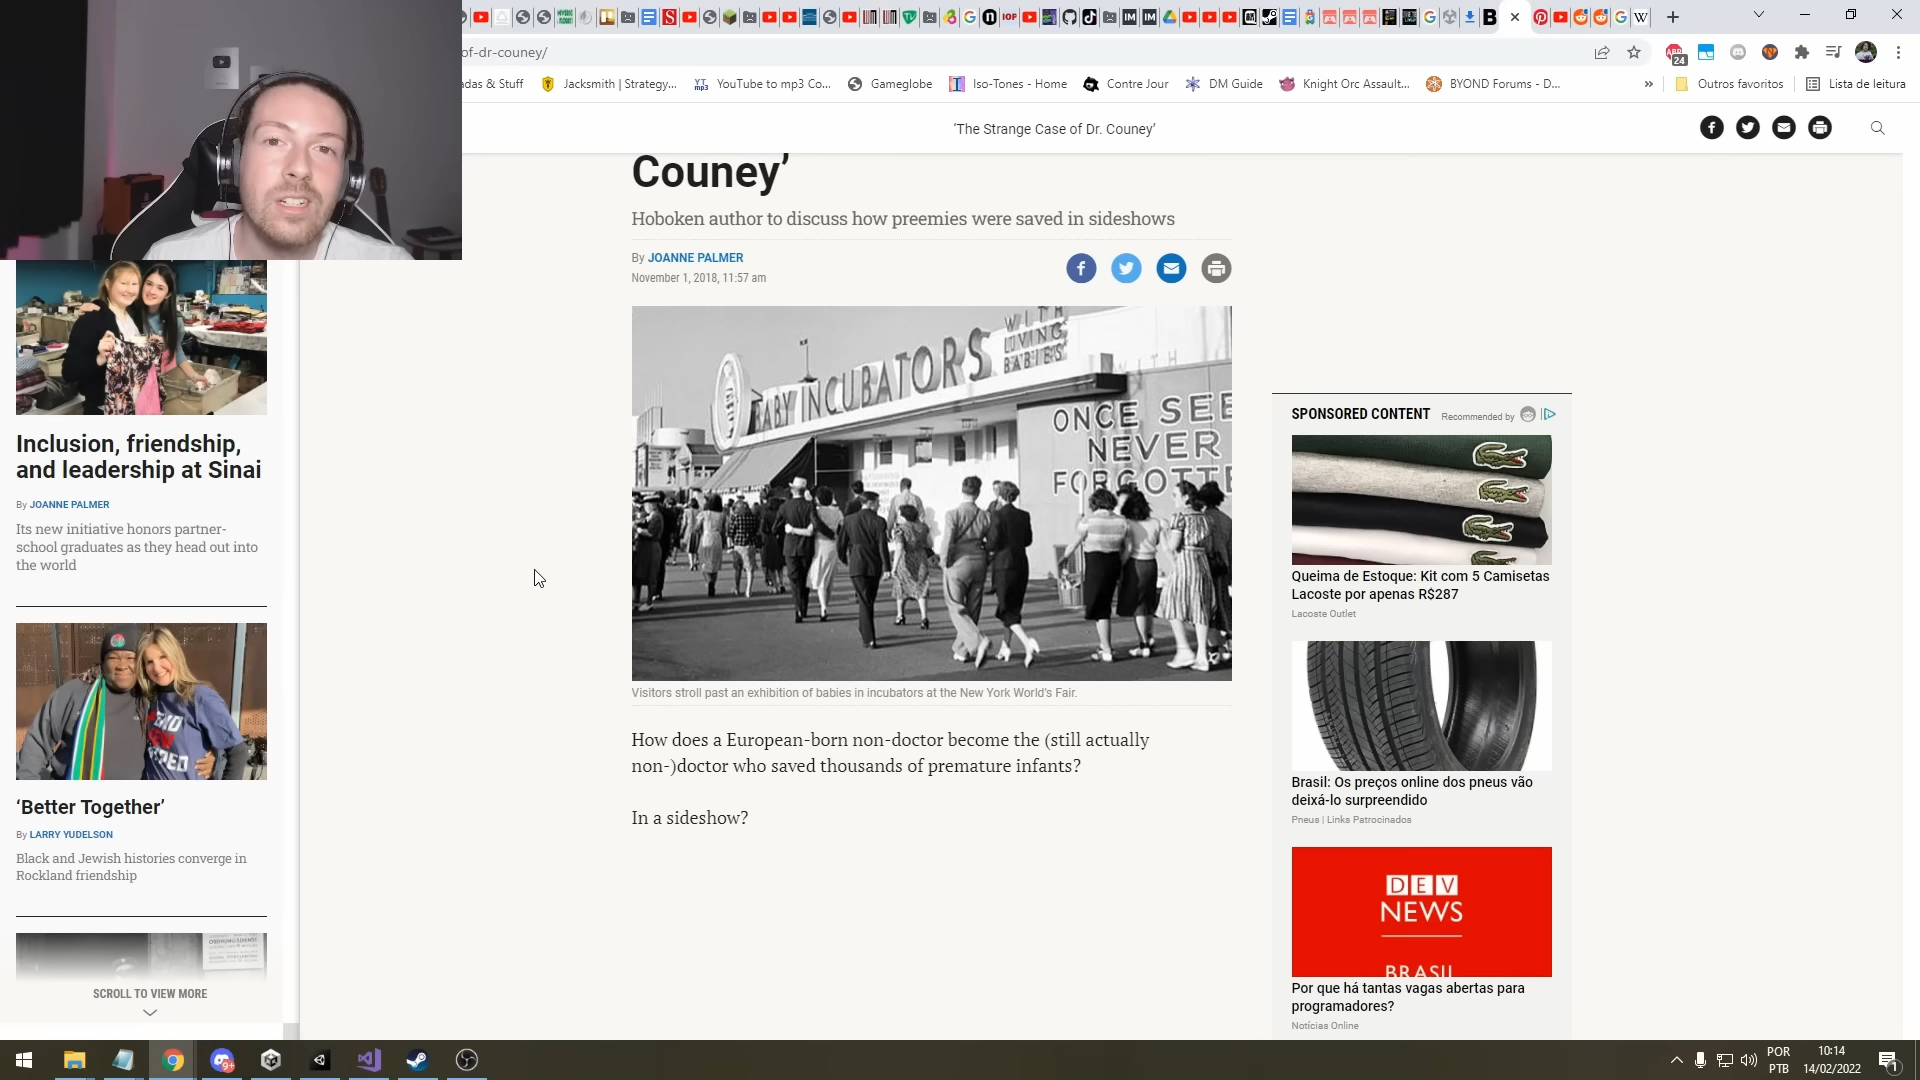 of-dr-couney/
24
adas & Stuff
Jacksmith | Strategy...
YouTube to mp3 Co...
Gameglobe
Iso-Tones - Home
Contre Jour
DM Guide
Knight Orc Assault...
BYOND Forums - D...
»
Outros favoritos
Lista de leitura
‘The Strange Case of Dr. Couney’
Couney’
Hoboken author to discuss how preemies were saved in sideshows
By JOANNE PALMER
November 1, 2018, 11:57 am
BABY INCUBATORS
WITH
LIVING
BABIES
WITH
ONCE SEE
NEVER
FORGOTTE
Visitors stroll past an exhibition of babies in incubators at the New York World's Fair.
How does a European-born non-doctor become the (still actually
non-)doctor who saved thousands of premature infants?
In a sideshow?
Inclusion, friendship,
and leadership at Sinai
By JOANNE PALMER
Its new initiative honors partner-
school graduates as they head out into
the world
‘Better Together’
By LARRY YUDELSON
Black and Jewish histories converge in
Rockland friendship
SCROLL TO VIEW MORE
SPONSORED CONTENT
Recommended by
Queima de Estoque: Kit com 5 Camisetas
Lacoste por apenas R$287
Lacoste Outlet
Brasil: Os preços online dos pneus vão
deixá-lo surpreendido
Pneus | Links Patrocinados
DEV
NEWS
BRASIL
Por que há tantas vagas abertas para
programadores?
Notícias Online
9+
POR
PTB
10:14
14/02/2022
1